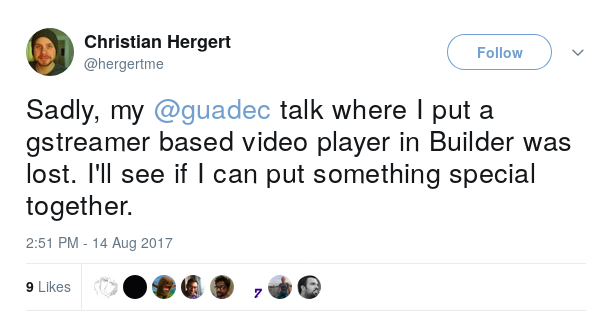 Christian Hergert
@hergertme
Follow
Sadly, my @guadec talk where I put a
gstreamer based video player in Builder was
lost. I'll see if I can put something special
together.
2:51 PM - 14 Aug 2017
9 Likes
7